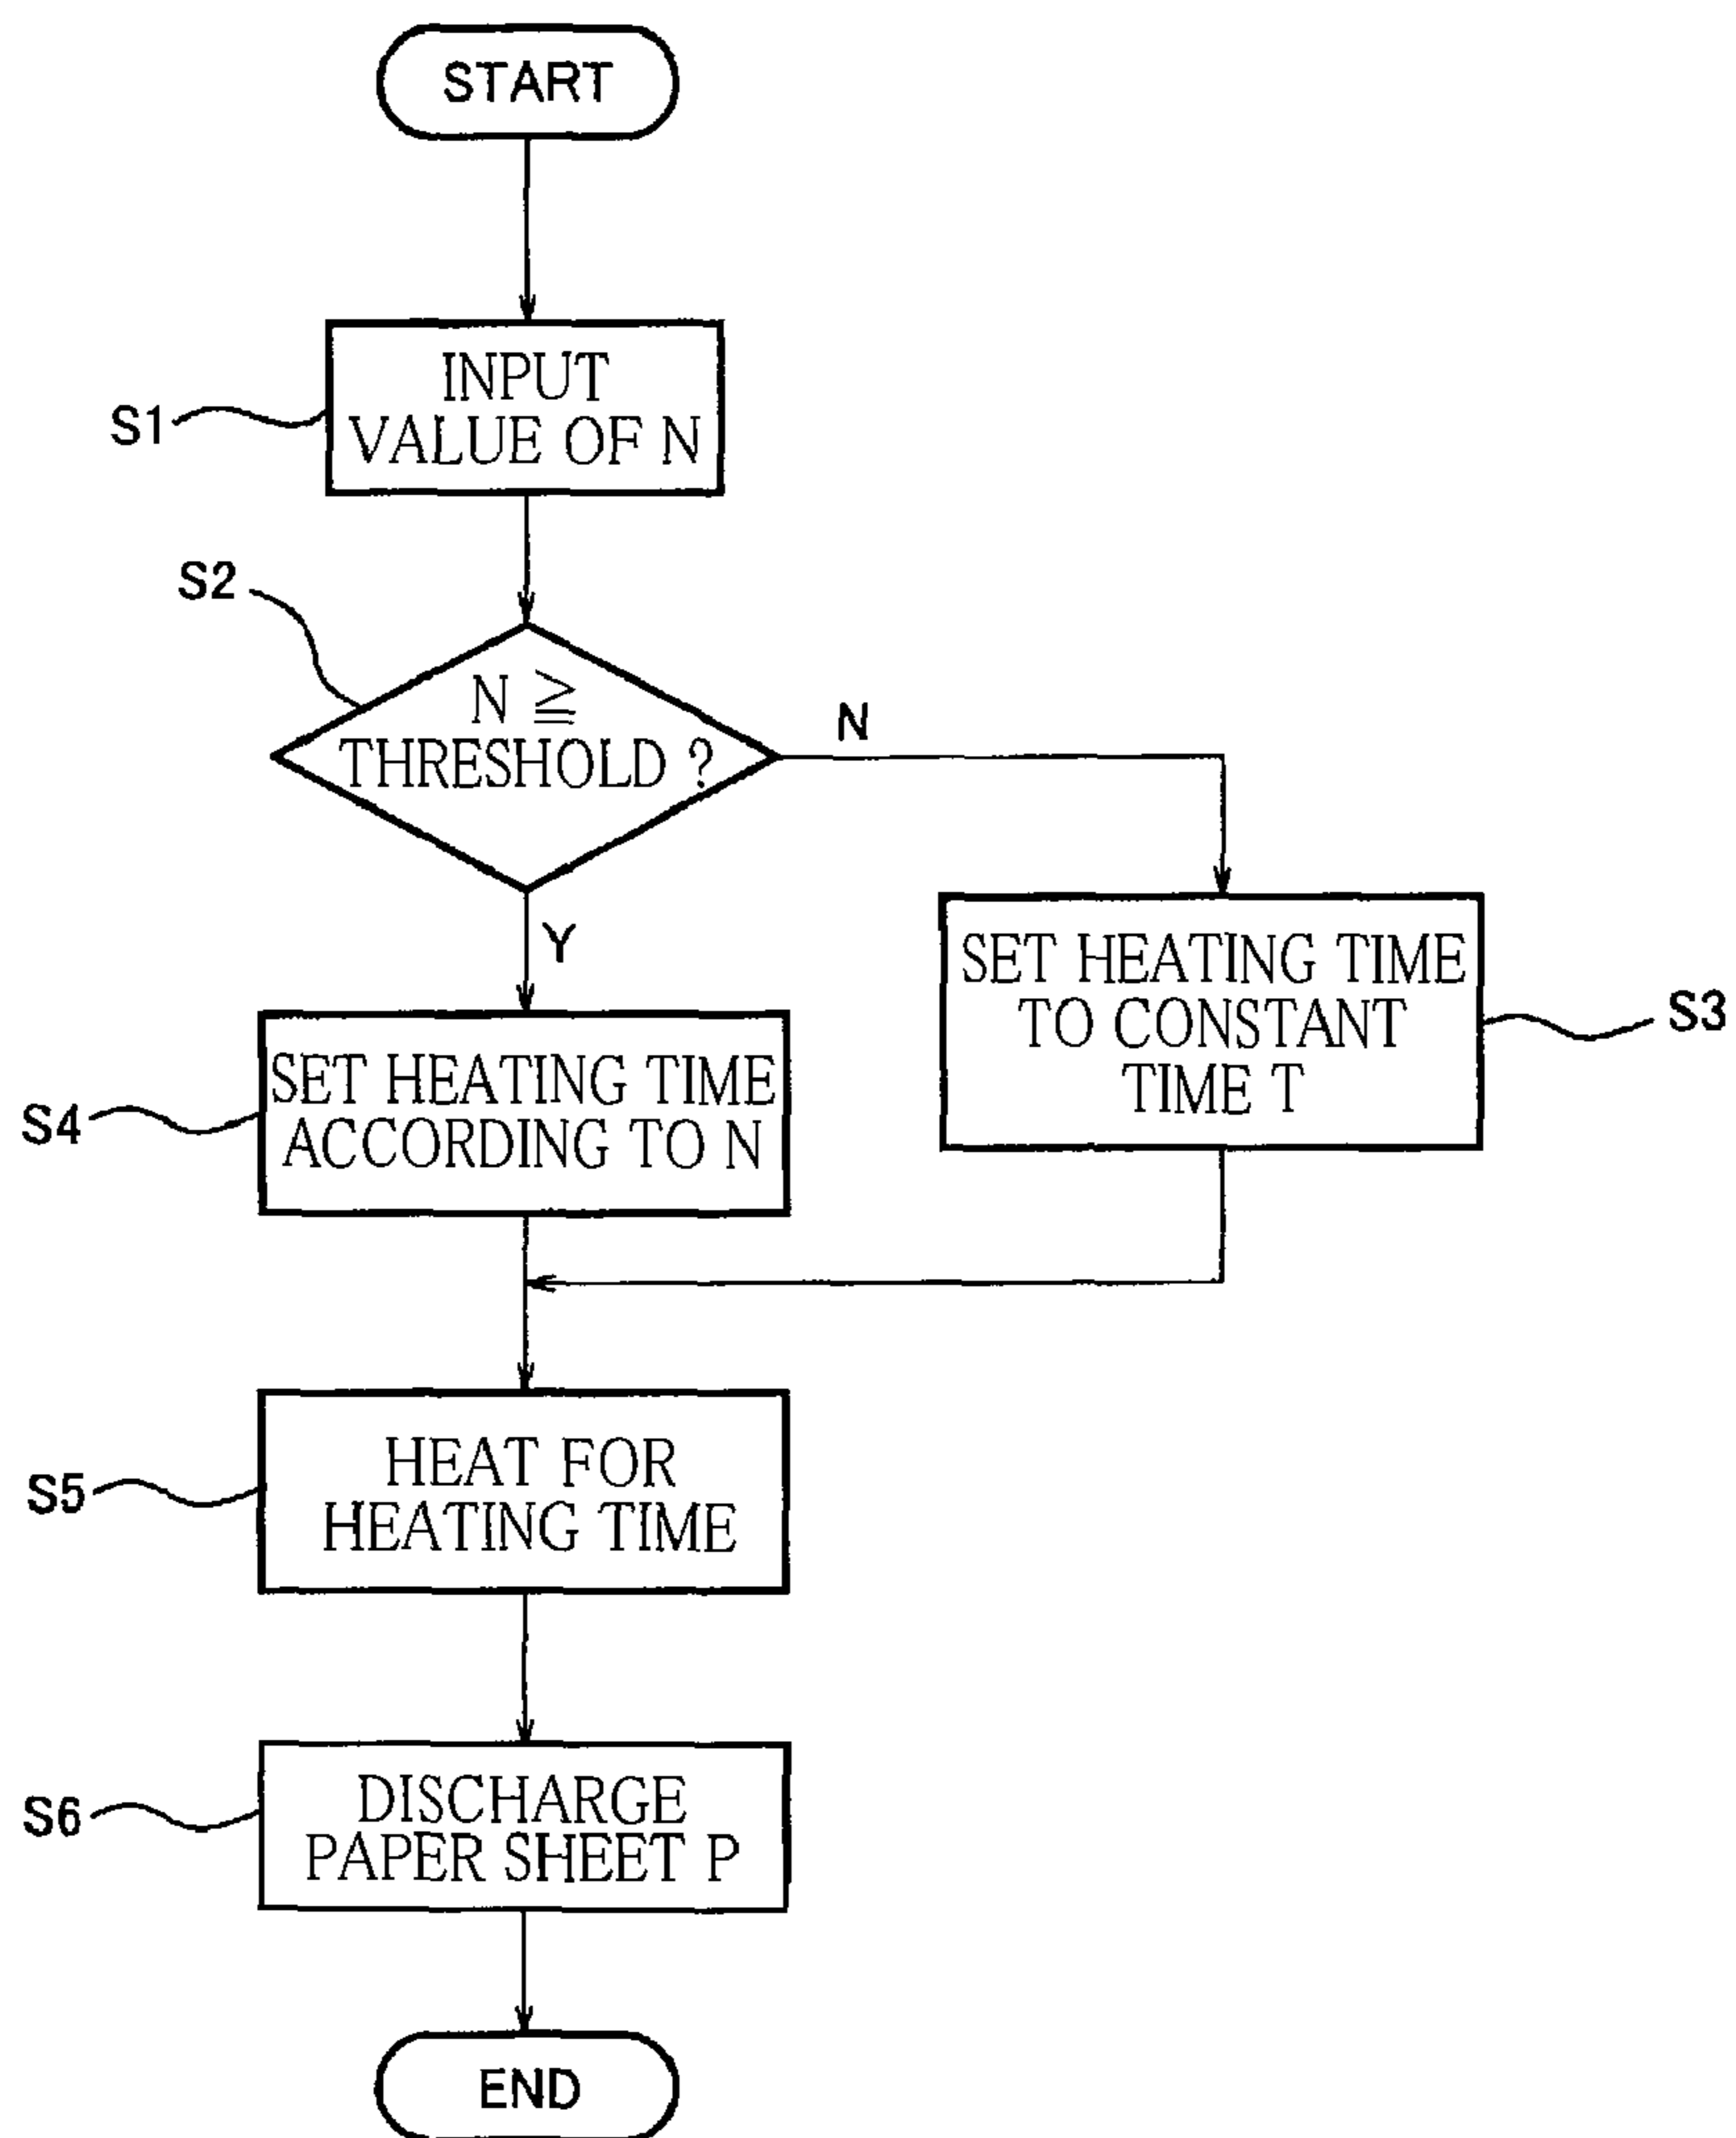 START
S1
INPUT
VALUE OF N
S2
N ≧
THRESHOLD ?
N
Y
SET HEATING TIME
TO CONSTANT
TIME T
S3
S4
SET HEATING TIME
ACCORDING TO N
S5
HEAT FOR
HEATING TIME
S6
DISCHARGE
PAPER SHEET P
END